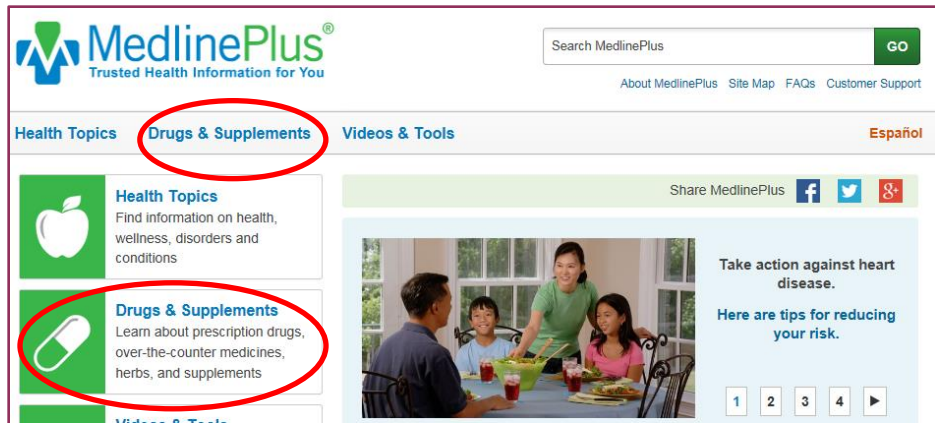 MedlinePlus®
Trusted Health Information for You
Search MedlinePlus
GO
About MedlinePlus Site Map FAQs Customer Support
Health Topics Drugs & Supplements Videos & Tools Español
Health Topics
Find information on health,
wellness, disorders and
conditions
Drugs & Supplements
Learn about prescription drugs,
over-the-counter medicines,
herbs, and supplements
Videos & Tools
Share MedlinePlus f g+
Take action against heart
disease.
Here are tips for reducing
your risk.
1 2 3 4